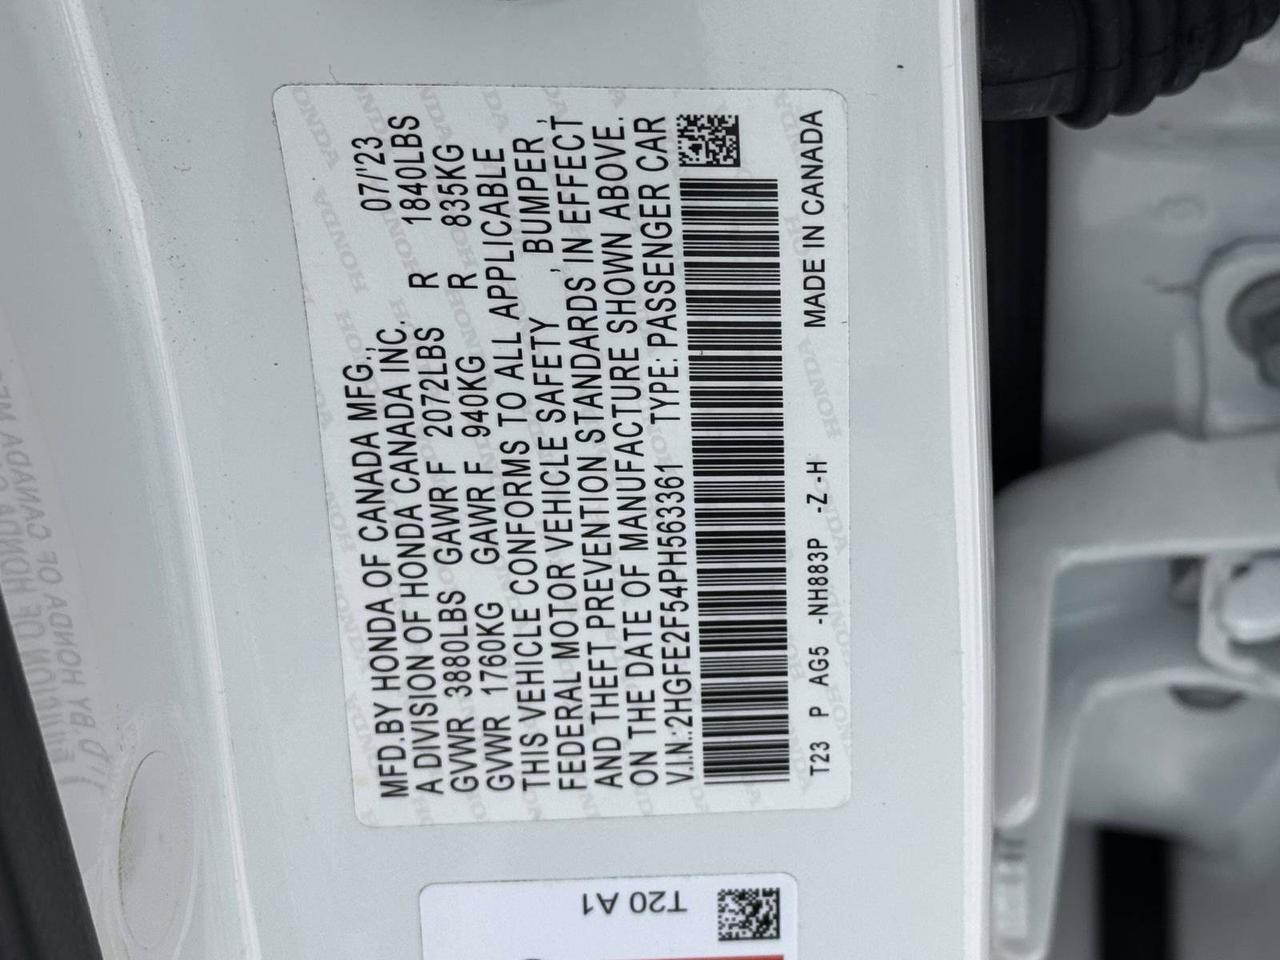 MFD.BY HONDA OF CANADA MFG., 07/'23
A DIVISION OF HONDA CANADA INC.
GVWR 3880LBS GAWR F 2072LBS R 1840LBS
GVWR 1760KG GAWR F 940KG R 835KG
THIS VEHICLE CONFORMS TO ALL APPLICABLE
FEDERAL MOTOR VEHICLE SAFETY , BUMPER ,
AND THEFT PREVENTION STANDARDS IN EFFECT
ON THE DATE OF MANUFACTURE SHOWN ABOVE.
V.I.N.:2HGFE2F54PH563361 TYPE: PASSENGER CAR
T23 P AG5 -NH883P -Z -H MADE IN CANADA
T20 A1